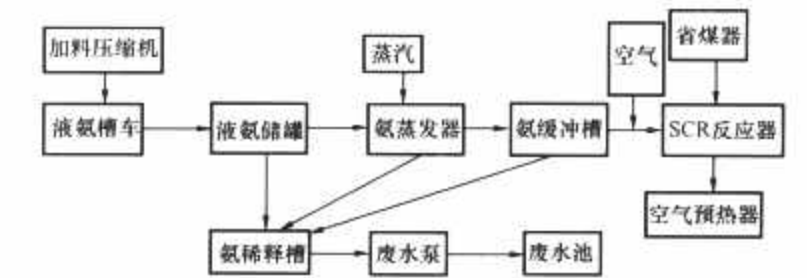 加料压缩机
蒸汽
空气
省煤器
液氨槽车
液氨储罐
氨蒸发器
氨缓冲槽
SCR反应器
空气预热器
氨稀释槽
废水泵
废水池